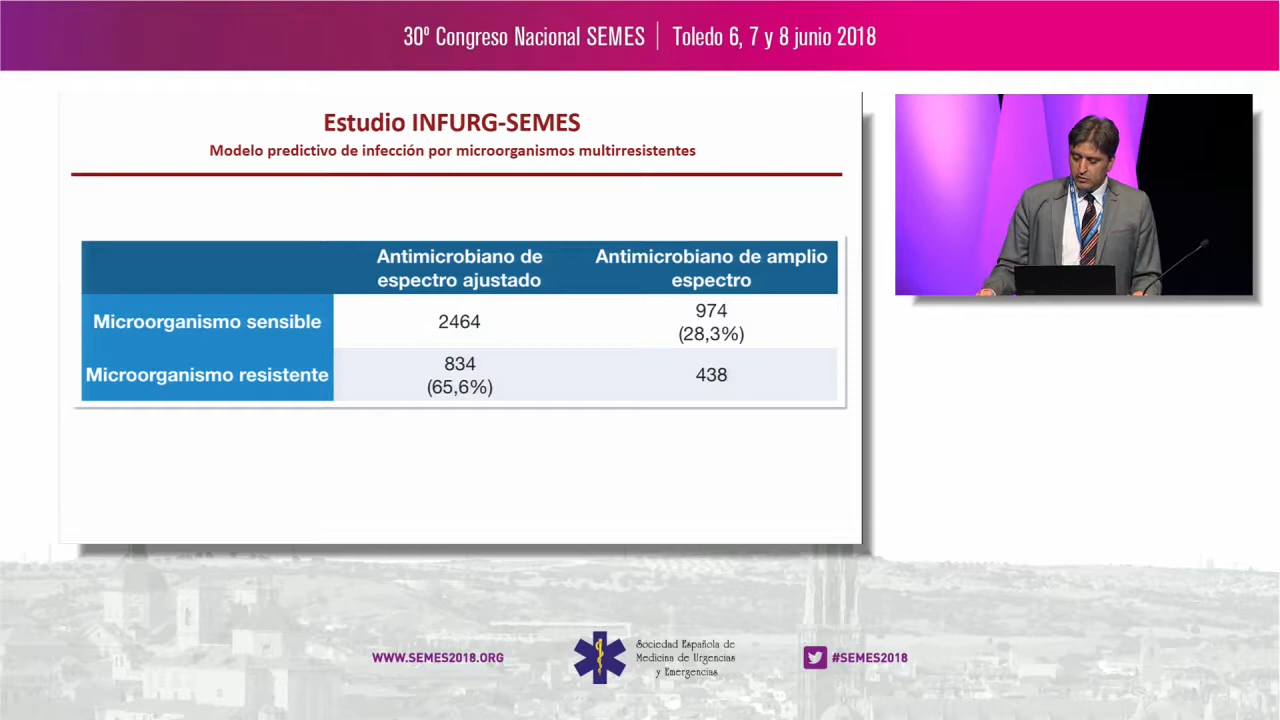 30º Congreso Nacional SEMES | Toledo 6, 7 y 8 junio 2018
Estudio INFURG-SEMES
Modelo predictivo de infección por microorganismos multirresistentes
Antimicrobiano de
espectro ajustado
Antimicrobiano de amplio
espectro
Microorganismo sensible
2464
974
(28,3%)
Microorganismo resistente
834
(65,6%)
438
WWW.SEMES2018.ORG
Sociedad Española de
Medicina de Urgencias
y Emergencias
#SEMES2018